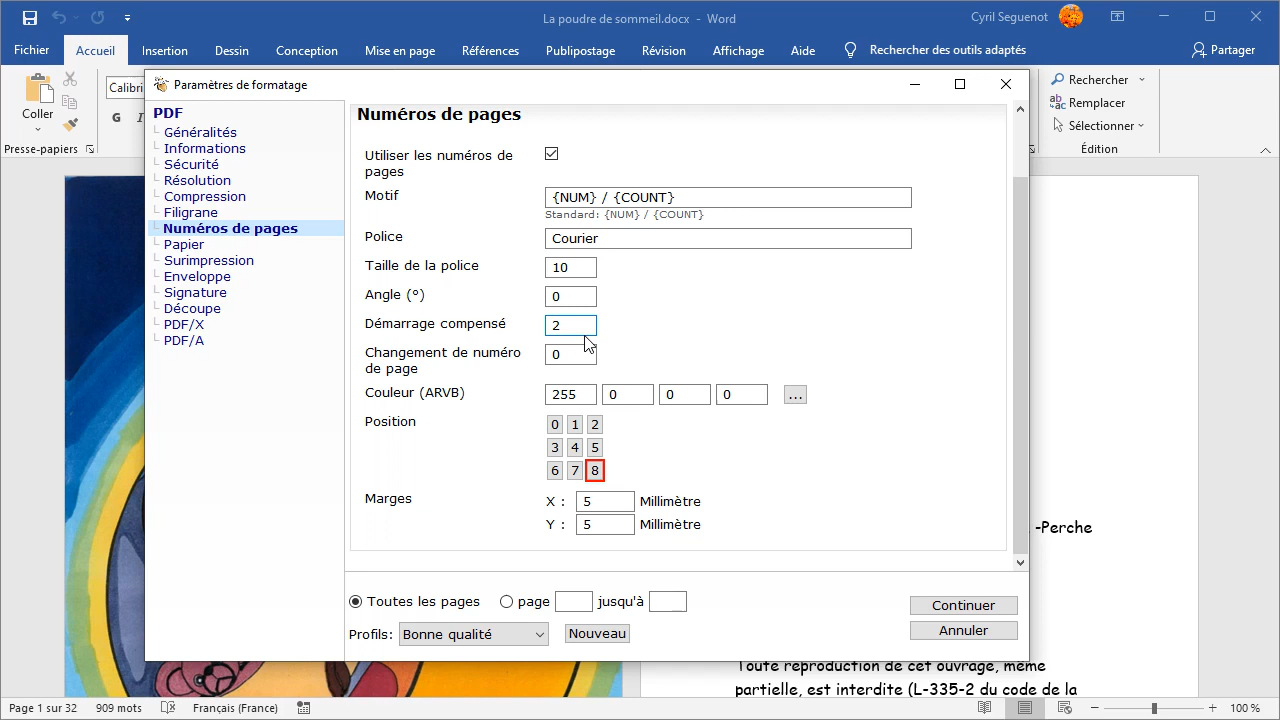 La poudre de sommeil.docx - Word
Cyril Seguenot
Fichier
Accueil
Insertion
Dessin
Conception
Mise en page
Références
Publipostage
Révision
Affichage
Aide
Rechercher des outils adaptés
Partager
Coller
Presse-papiers
Calibri
G
Rechercher
Remplacer
Sélectionner
Édition
Paramètres de formatage
PDF
Généralités
Informations
Sécurité
Résolution
Compression
Filigrane
Numéros de pages
Papier
Surimpression
Enveloppe
Signature
Découpe
PDF/X
PDF/A
Numéros de pages
Utiliser les numéros de
pages
Motif
{NUM} / {COUNT}
Standard: {NUM} / {COUNT}
Police
Courier
Taille de la police
10
Angle (°)
0
Démarrage compensé
2
Changement de numéro
de page
0
Couleur (ARVB)
255 0 0 0 ...
Position
0 1 2
3 4 5
6 7 8
Marges
X : 5 Millimètre
Y : 5 Millimètre
Toutes les pages
page
jusqu'à
Profils: Bonne qualité
Nouveau
Continuer
Annuler
-Perche
Toute reproduction de cet ouvrage, même
partielle, est interdite (L-335-2 du code de la
Page 1 sur 32
909 mots
Français (France)
100 %